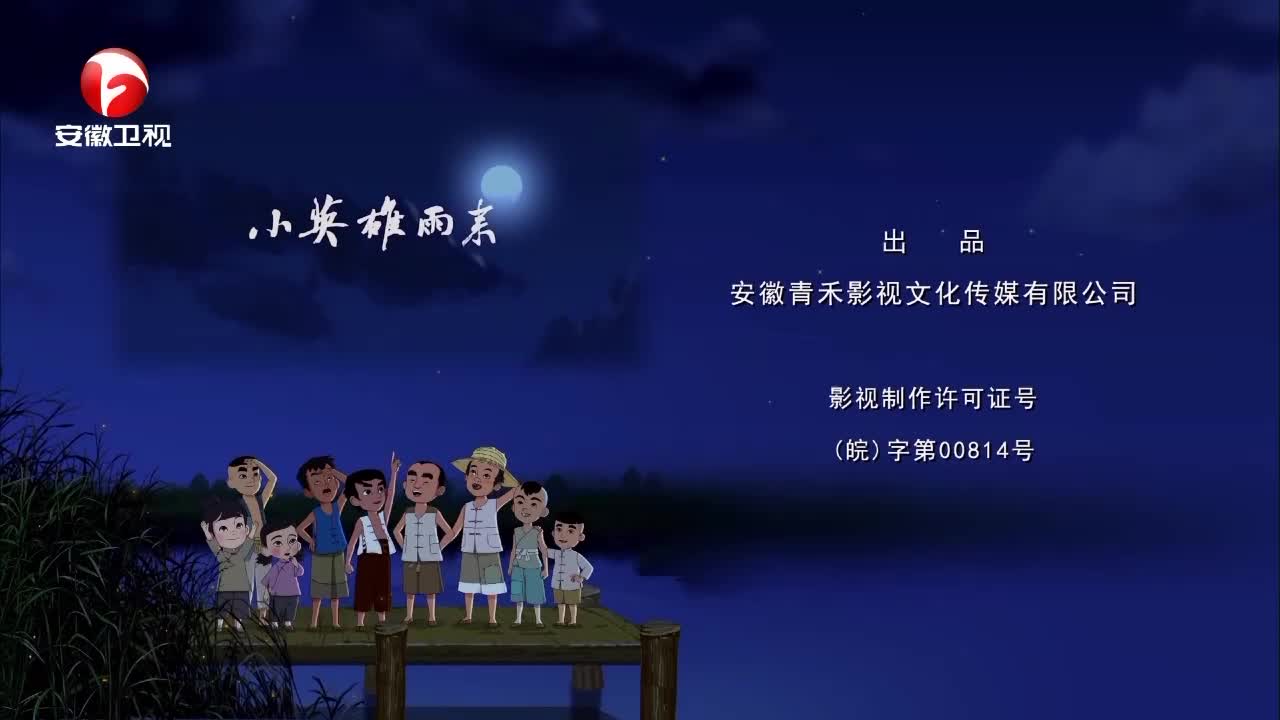 安徽卫视
小英雄雨来
出 品
安徽青禾影视文化传媒有限公司
影视制作许可证号
(皖)字第00814号